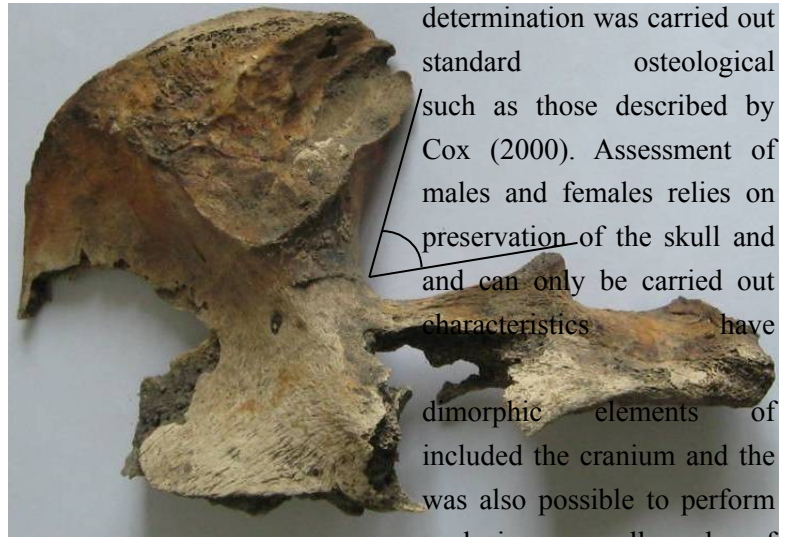 determination was carried out
standard osteological
such as those described by
Cox (2000). Assessment of
males and females relies on
preservation of the skull and
and can only be carried out
characteristics have
dimorphic elements of
included the cranium and the
was also possible to perform